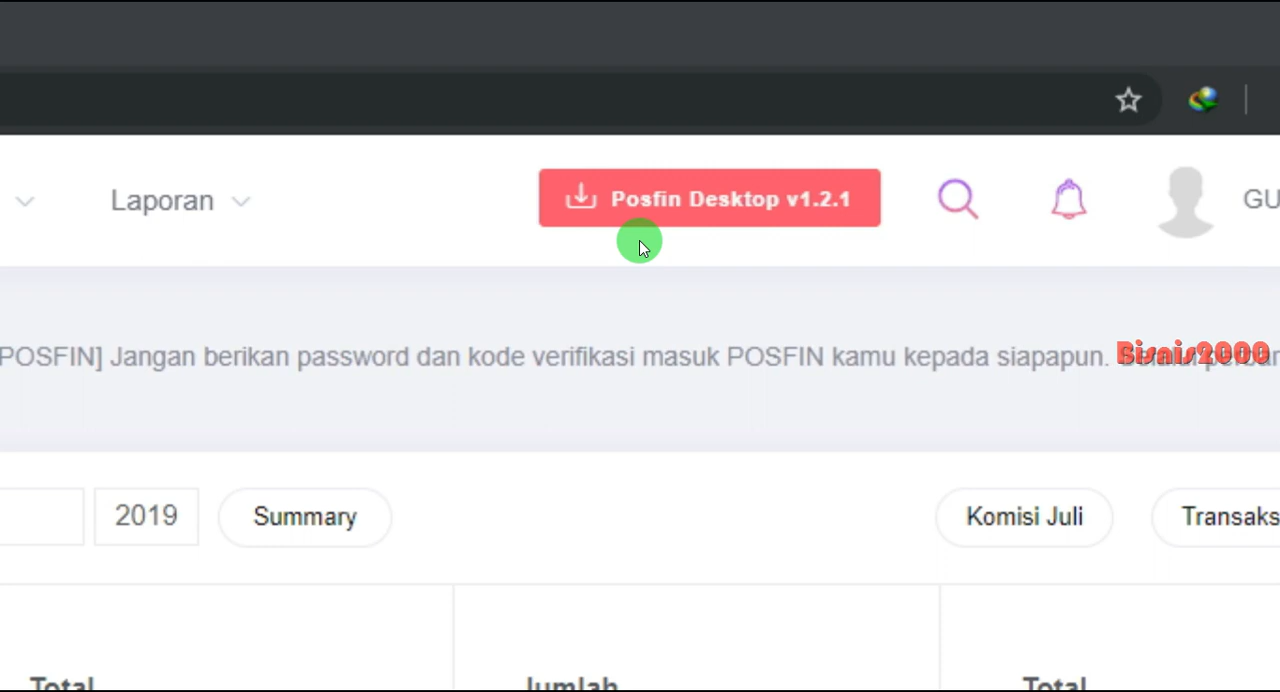 Laporan
Posfin Desktop v1.2.1
GU
POSFIN] Jangan berikan password dan kode verifikasi masuk POSFIN kamu kepada siapapun.
Bisnis2000
2019
Summary
Komisi Juli
Transaks
Total
Jumlah
Total